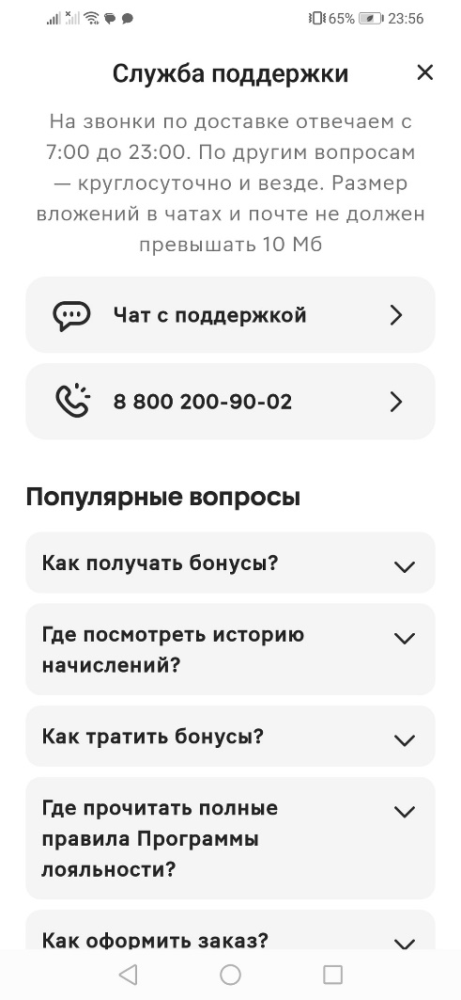 65% 23:56
Служба поддержки
На звонки по доставке отвечаем с
7:00 до 23:00. По другим вопросам
— круглосуточно и везде. Размер
вложений в чатах и почте не должен
превышать 10 Мб
Чат с поддержкой
8 800 200-90-02
Популярные вопросы
Как получать бонусы?
Где посмотреть историю
начислений?
Как тратить бонусы?
Где прочитать полные
правила Программы
лояльности?
Как оформить заказ?